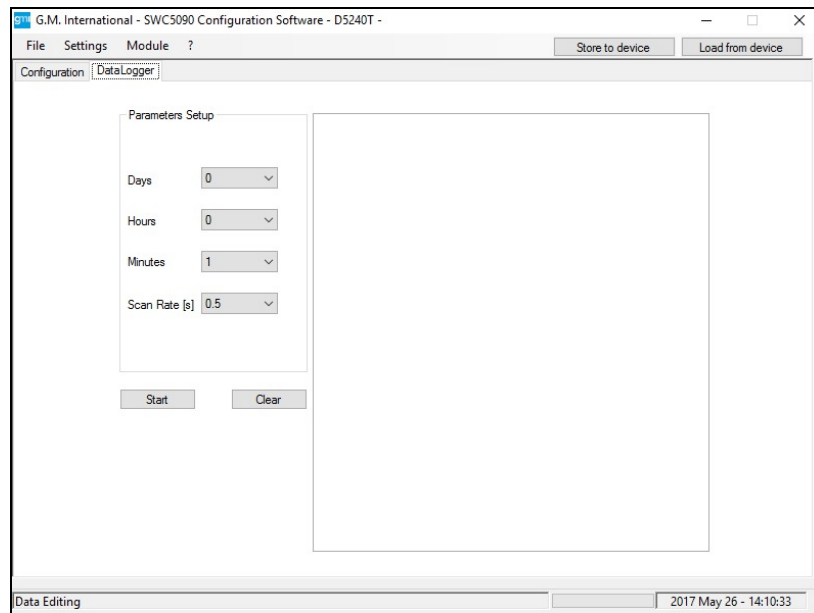 gmi G.M. International - SWC5090 Configuration Software - D5240T -
File Settings Module ? Store to device Load from device
Configuration DataLogger
Parameters Setup
Days 0
Hours 0
Minutes 1
Scan Rate [s] 0.5
Start Clear
Data Editing 2017 May 26 - 14:10:33